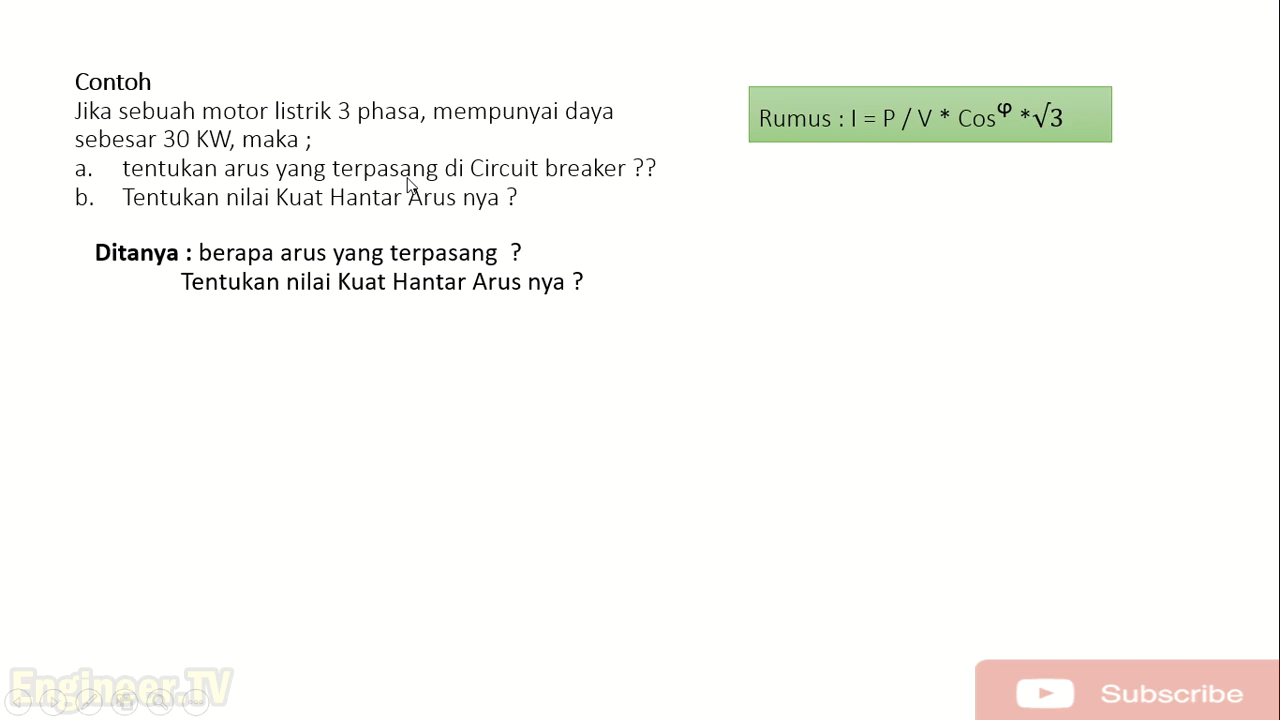 Contoh
Jika sebuah motor listrik 3 phasa, mempunyai daya
sebesar 30 KW, maka ;
a. tentukan arus yang terpasang di Circuit breaker ??
b. Tentukan nilai Kuat Hantar Arus nya ?
Rumus : I = P / V * Cos^φ *√3
Ditanya : berapa arus yang terpasang ?
Tentukan nilai Kuat Hantar Arus nya ?
Engineer.TV
Subscribe